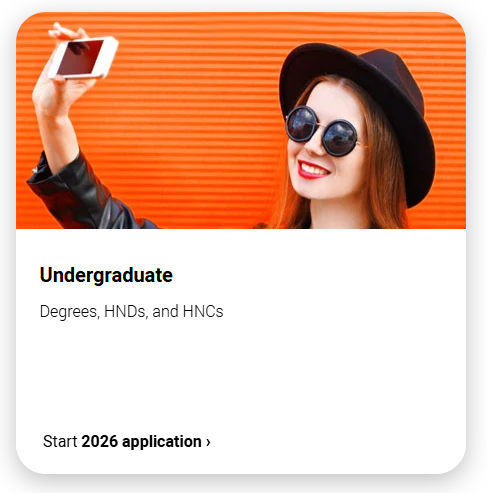 Undergraduate
Degrees, HNDs, and HNCs
Start 2026 application ›